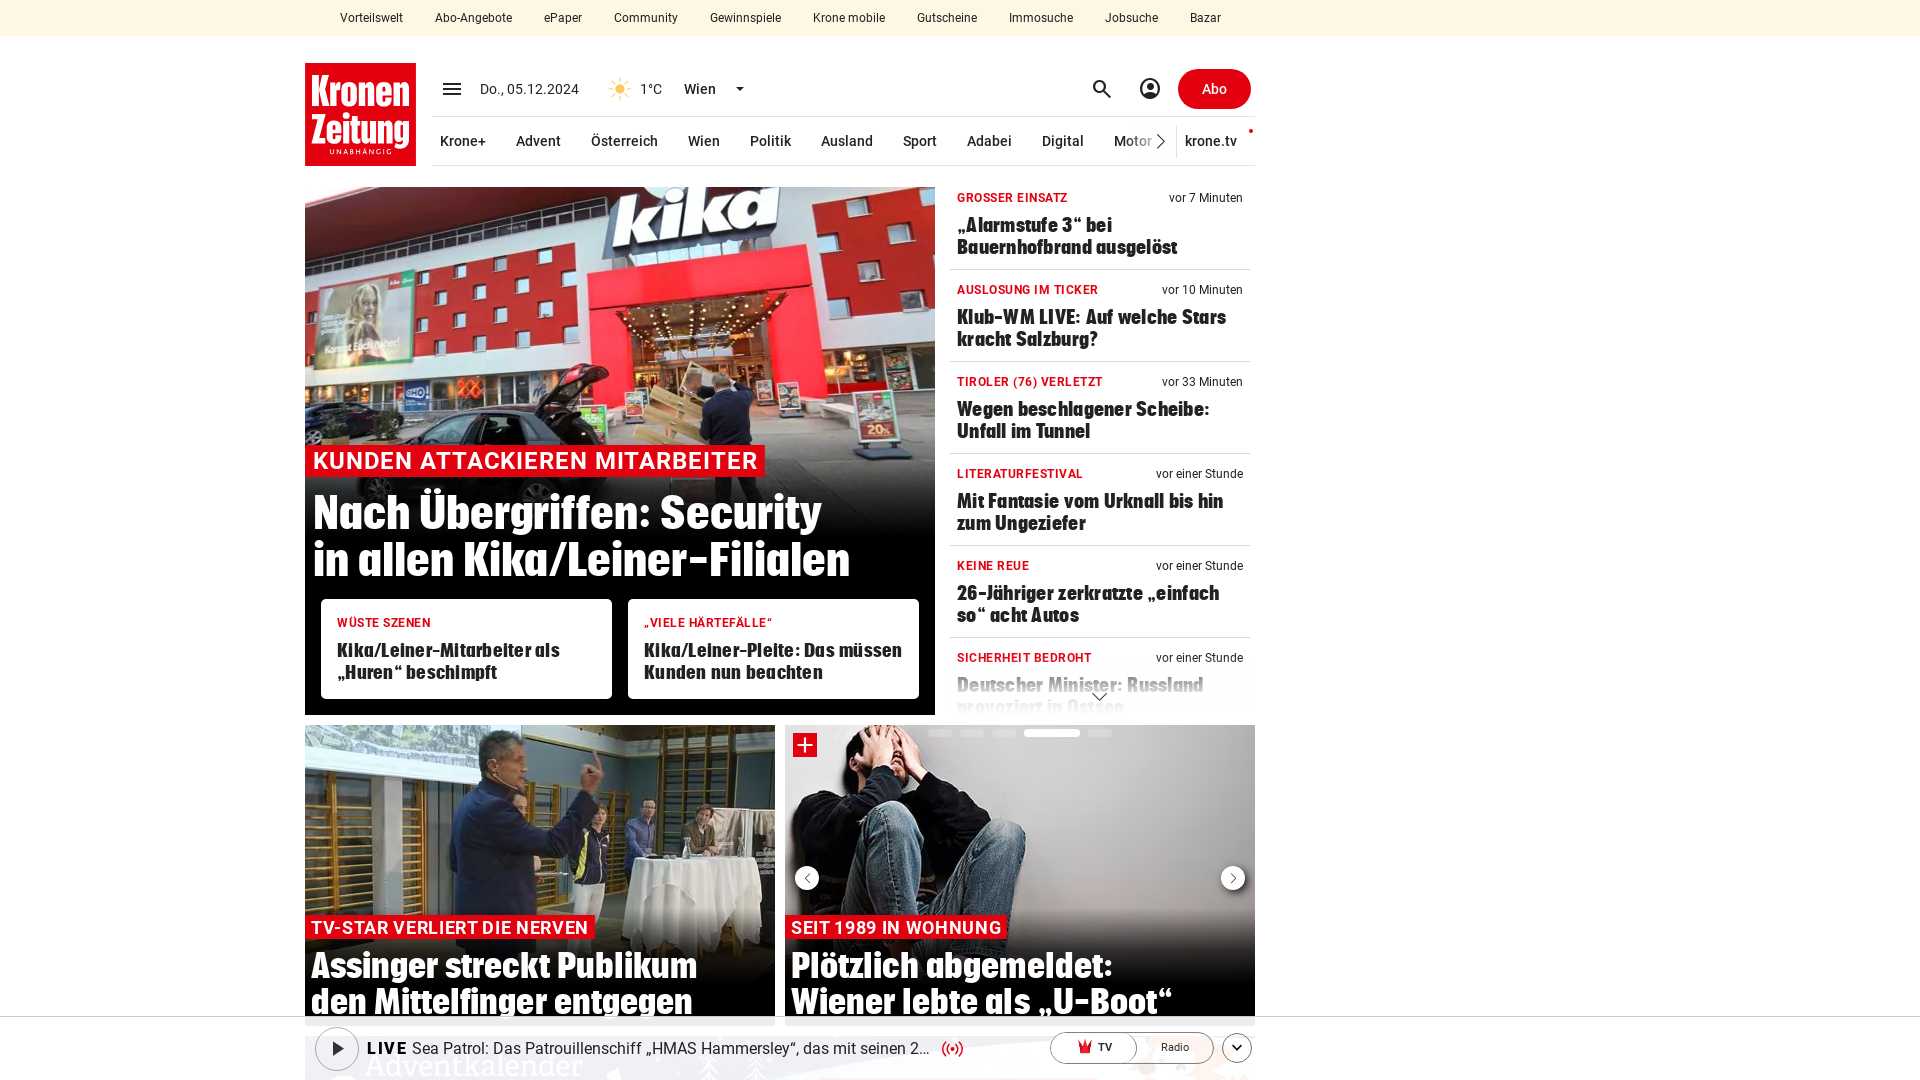 Vorteilswelt Abo-Angebote ePaper Community Gewinnspiele Krone mobile Gutscheine Immosuche Jobsuche Bazar
Kronen
Zeitung
UNABHÄNGIG
Do., 05.12.2024 1°C Wien
Abo
Krone+ Advent Österreich Wien Politik Ausland Sport Adabei Digital Motor krone.tv
kika
20%
KUNDEN ATTACKIEREN MITARBEITER
Nach Übergriffen: Security
in allen Kika/Leiner-Filialen
WÜSTE SZENEN
Kika/Leiner-Mitarbeiter als
„Huren“ beschimpft
„VIELE HÄRTEFÄLLE“
Kika/Leiner-Pleite: Das müssen
Kunden nun beachten
GROSSER EINSATZ vor 7 Minuten
„Alarmstufe 3“ bei
Bauernhofbrand ausgelöst
AUSLOSUNG IM TICKER vor 10 Minuten
Klub-WM LIVE: Auf welche Stars
kracht Salzburg?
TIROLER (76) VERLETZT vor 33 Minuten
Wegen beschlagener Scheibe:
Unfall im Tunnel
LITERATURFESTIVAL vor einer Stunde
Mit Fantasie vom Urknall bis hin
zum Ungeziefer
KEINE REUE vor einer Stunde
26-Jähriger zerkratzte „einfach
so“ acht Autos
SICHERHEIT BEDROHT vor einer Stunde
Deutscher Minister: Russland
provoziert in Ostsee
TV-STAR VERLIERT DIE NERVEN
Assinger streckt Publikum
den Mittelfinger entgegen
SEIT 1989 IN WOHNUNG
Plötzlich abgemeldet:
Wiener lebte als „U-Boot“
LIVE Sea Patrol: Das Patrouillenschiff „HMAS Hammersley“, das mit seinen 2...
TV Radio
Adventkalender